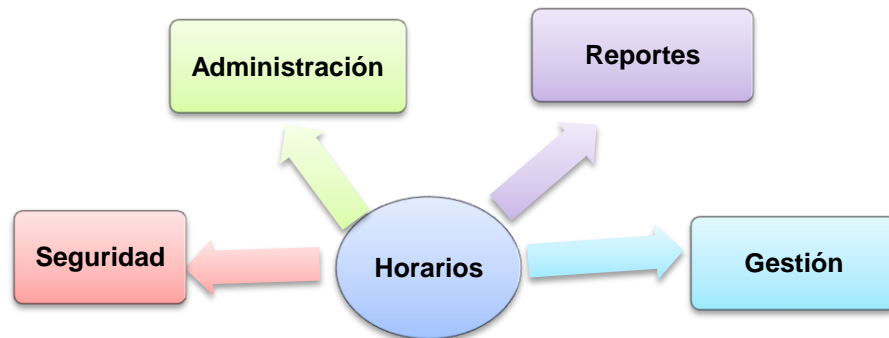 Administración
Reportes
Seguridad
Horarios
Gestión